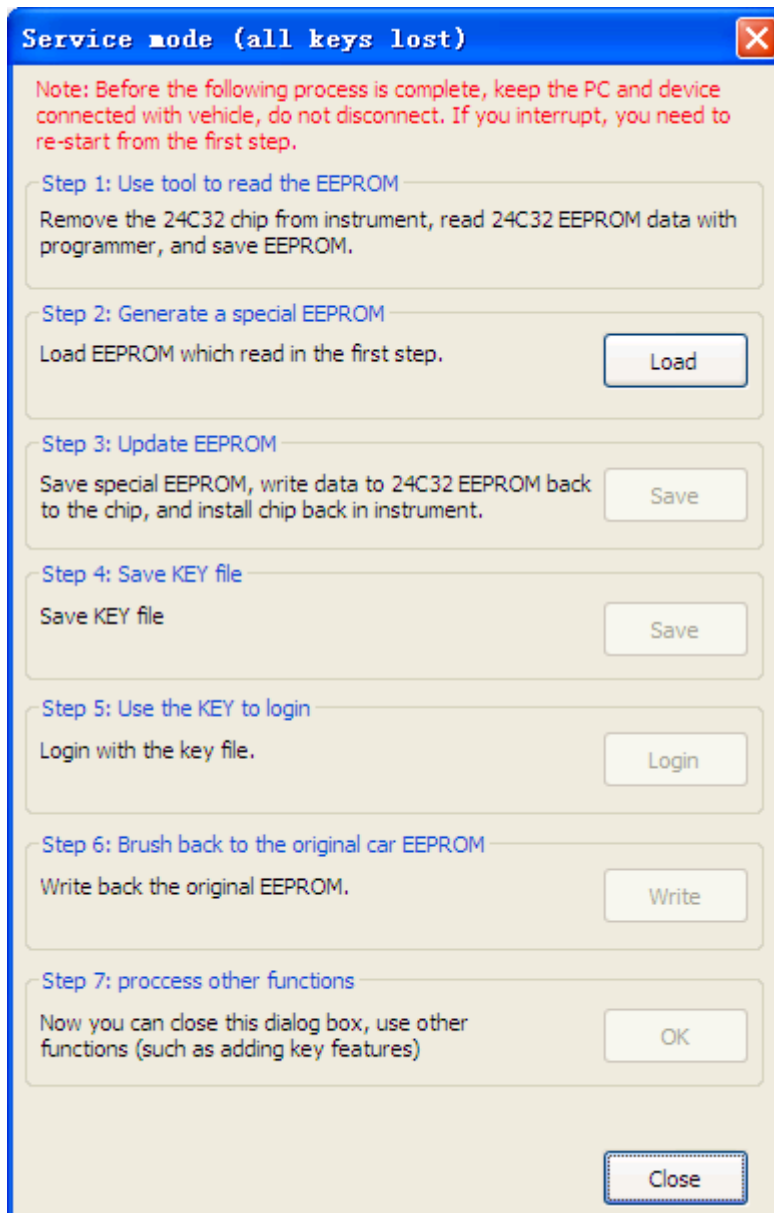 Service mode (all keys lost)
Note: Before the following process is complete, keep the PC and device
connected with vehicle, do not disconnect. If you interrupt, you need to
re-start from the first step.
Step 1: Use tool to read the EEPROM
Remove the 24C32 chip from instrument, read 24C32 EEPROM data with
programmer, and save EEPROM.
Step 2: Generate a special EEPROM
Load EEPROM which read in the first step.
Load
Step 3: Update EEPROM
Save special EEPROM, write data to 24C32 EEPROM back
to the chip, and install chip back in instrument.
Save
Step 4: Save KEY file
Save KEY file
Save
Step 5: Use the KEY to login
Login with the key file.
Login
Step 6: Brush back to the original car EEPROM
Write back the original EEPROM.
Write
Step 7: proccess other functions
Now you can close this dialog box, use other
functions (such as adding key features)
OK
Close